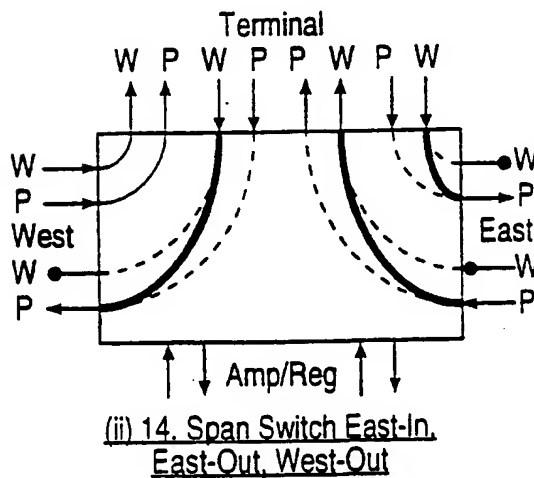 Terminal
W P W P P W P W
W W
P P
West East
W W
P P
Amp/Reg
(ii) 14. Span Switch East-In,
East-Out, West-Out